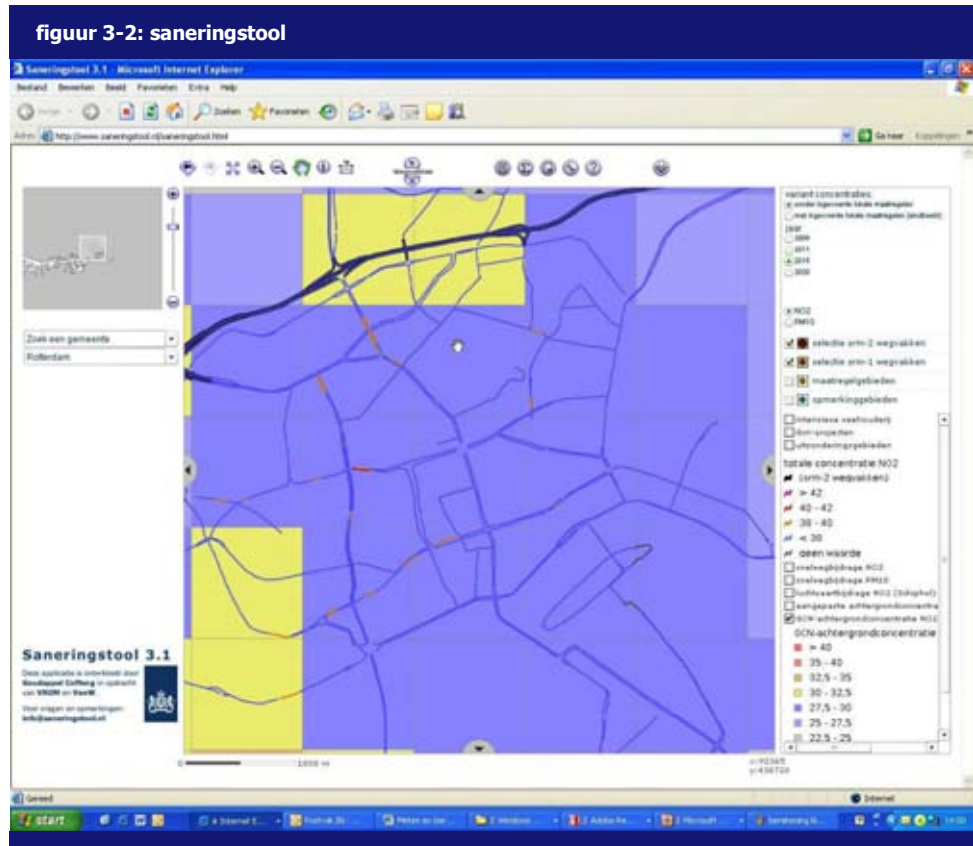 figuur 3-2: saneringstool
Saneringstool 3.1 - Microsoft Internet Explorer
Bestand Bewerken Beeld Favorieten Extra Help
Zoeken Favorieten
Adres http://www.saneringstool.nl/saneringstool.html
Ga naar Koppelingen
Zoek een gemeente
Rotterdam
variant concentraties:
zonder ingevoerde lokale maatregelen
met ingevoerde lokale maatregelen
jaar
2011
2015
2020
NO2
PM10
selectie srm-2 wegvakken
selectie srm-1 wegvakken
maatregelgebieden
opmerkinggebieden
intensieve veehouderij
ibm-projecten
uitzonderingsgebieden
totale concentratie NO2
(srm-2 wegvakken)
> 42
40 - 42
38 - 40
< 38
geen waarde
snelwegbijdrage NO2
snelwegbijdrage PM10
luchtvaartbijdrage NO2 (Schiphol)
aangepaste achtergrondconcentra
GCN-achtergrondconcentratie NO2
GCN-achtergrondconcentratie
> 40
35 - 40
32,5 - 35
30 - 32,5
27,5 - 30
25 - 27,5
22,5 - 25
Saneringstool 3.1
Deze applicatie is ontwikkeld door
Goudappel Coffeng in opdracht
van VROM en VenW.
Voor vragen en opmerkingen:
info@saneringstool.nl
0 1000 m
Gereed
Internet
start